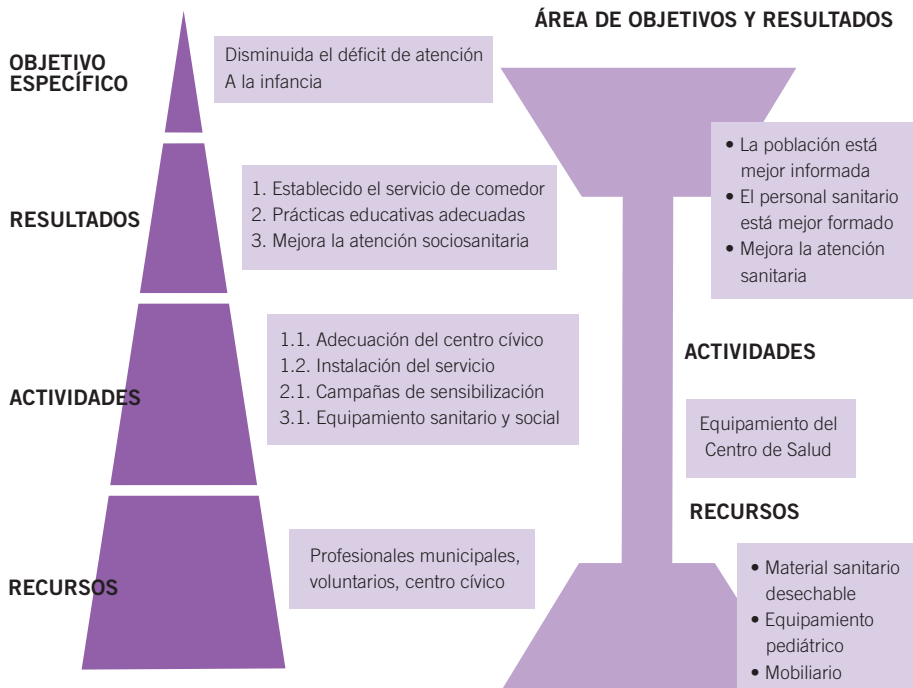 ÁREA DE OBJETIVOS Y RESULTADOS
OBJETIVO
ESPECÍFICO
Disminuida el déficit de atención
A la infancia
RESULTADOS
1. Establecido el servicio de comedor
2. Prácticas educativas adecuadas
3. Mejora la atención sociosanitaria
ACTIVIDADES
1.1. Adecuación del centro cívico
1.2. Instalación del servicio
2.1. Campañas de sensibilización
3.1. Equipamiento sanitario y social
RECURSOS
Profesionales municipales,
voluntarios, centro cívico
• La población está
mejor informada
• El personal sanitario
está mejor formado
• Mejora la atención
sanitaria
ACTIVIDADES
Equipamiento del
Centro de Salud
RECURSOS
• Material sanitario
desechable
• Equipamiento
pediátrico
• Mobiliario